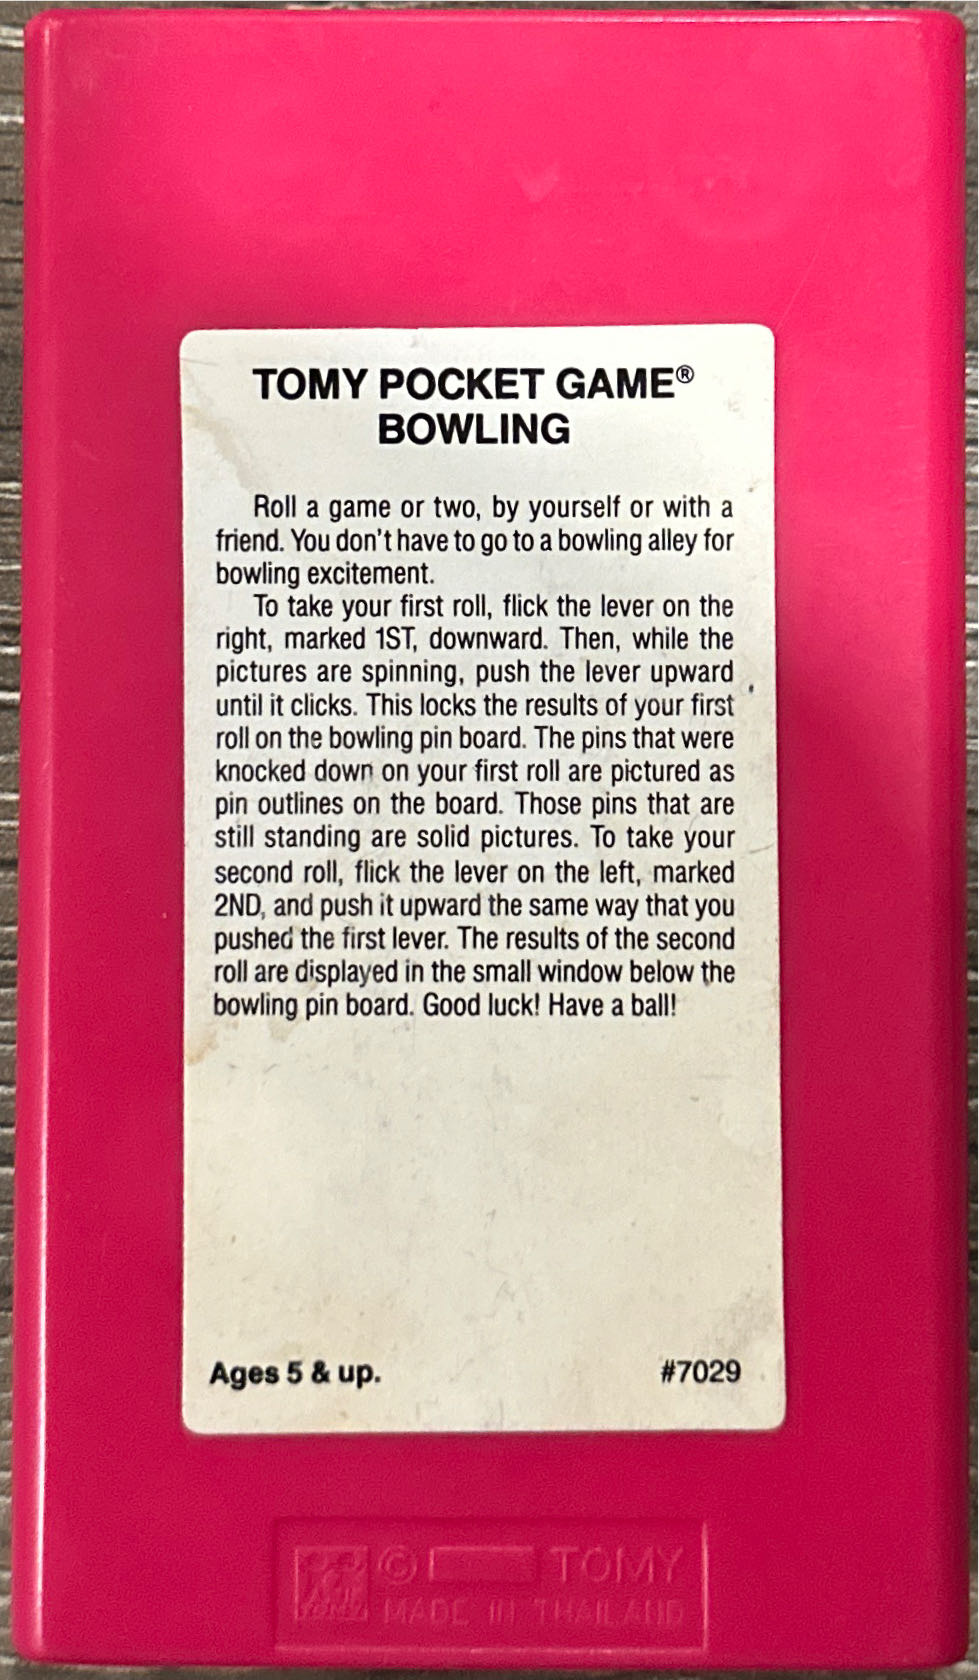 TOMY POCKET GAME®
BOWLING
Roll a game or two, by yourself or with a
friend. You don't have to go to a bowling alley for
bowling excitement.
To take your first roll, flick the lever on the
right, marked 1ST, downward. Then, while the
pictures are spinning, push the lever upward
until it clicks. This locks the results of your first
roll on the bowling pin board. The pins that were
knocked down on your first roll are pictured as
pin outlines on the board. Those pins that are
still standing are solid pictures. To take your
second roll, flick the lever on the left, marked
2ND, and push it upward the same way that you
pushed the first lever. The results of the second
roll are displayed in the small window below the
bowling pin board. Good luck! Have a ball!
Ages 5 & up. #7029
© TOMY
MADE IN THAILAND